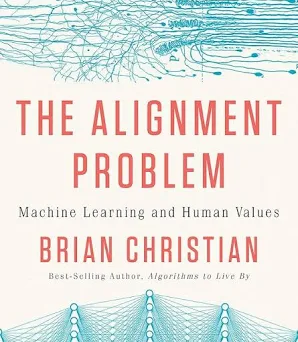 THE ALIGNMENT
PROBLEM
Machine Learning and Human Values
BRIAN CHRISTIAN
Best-Selling Author, Algorithms to Live By